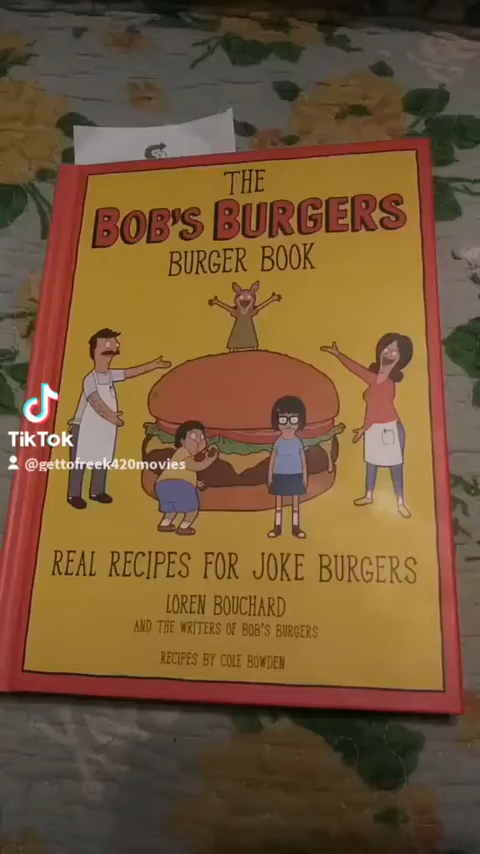 THE
BOB'S BURGERS
BURGER BOOK
TikTok
@gettofreek420movies
REAL RECIPES FOR JOKE BURGERS
LOREN BOUCHARD
AND THE WRITERS OF BOB'S BURGERS
RECIPES BY COLE BOWDEN